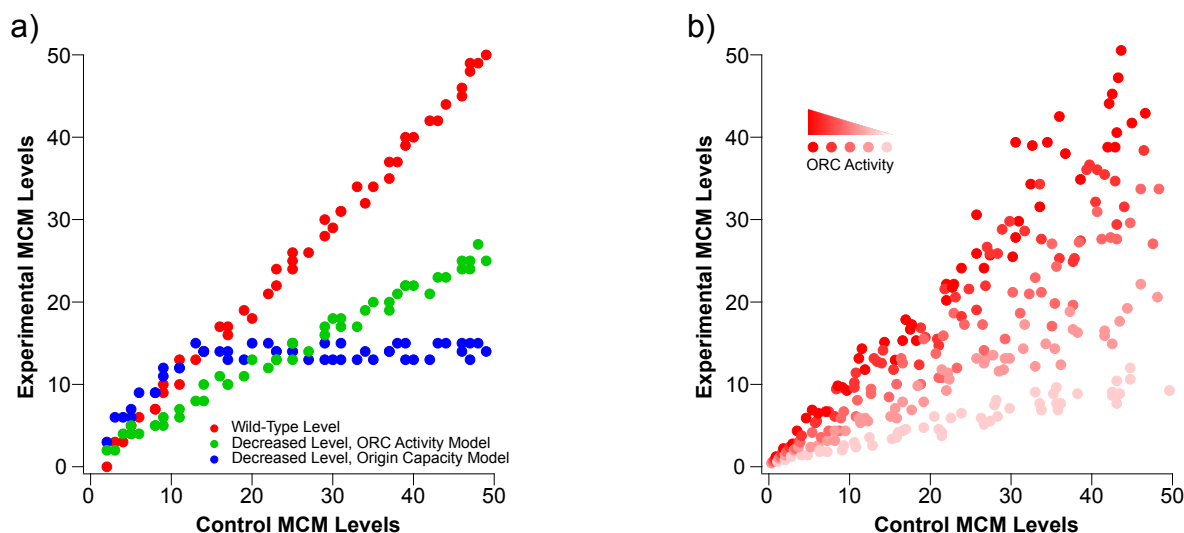 a)
50
40
30
20
10
0
Experimental MCM Levels
0 10 20 30 40 50
Control MCM Levels
Wild-Type Level
Decreased Level, ORC Activity Model
Decreased Level, Origin Capacity Model
b)
50
40
30
20
10
0
Experimental MCM Levels
0 10 20 30 40 50
Control MCM Levels
ORC Activity